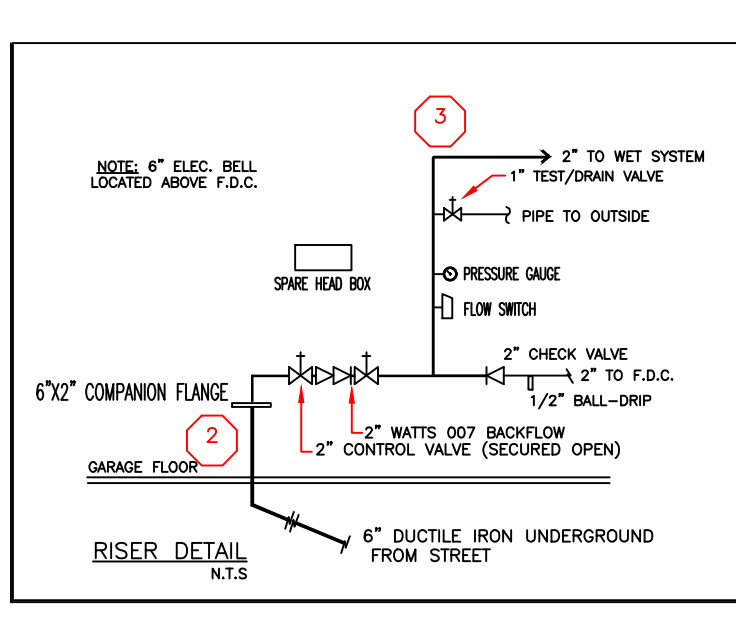 3
NOTE: 6" ELEC. BELL
LOCATED ABOVE F.D.C.
2" TO WET SYSTEM
1" TEST/DRAIN VALVE
PIPE TO OUTSIDE
SPARE HEAD BOX
PRESSURE GAUGE
FLOW SWITCH
2" CHECK VALVE
2" TO F.D.C.
1/2" BALL-DRIP
6"X2" COMPANION FLANGE
2
2" WATTS 007 BACKFLOW
2" CONTROL VALVE (SECURED OPEN)
GARAGE FLOOR
6" DUCTILE IRON UNDERGROUND
FROM STREET
RISER DETAIL
N.T.S